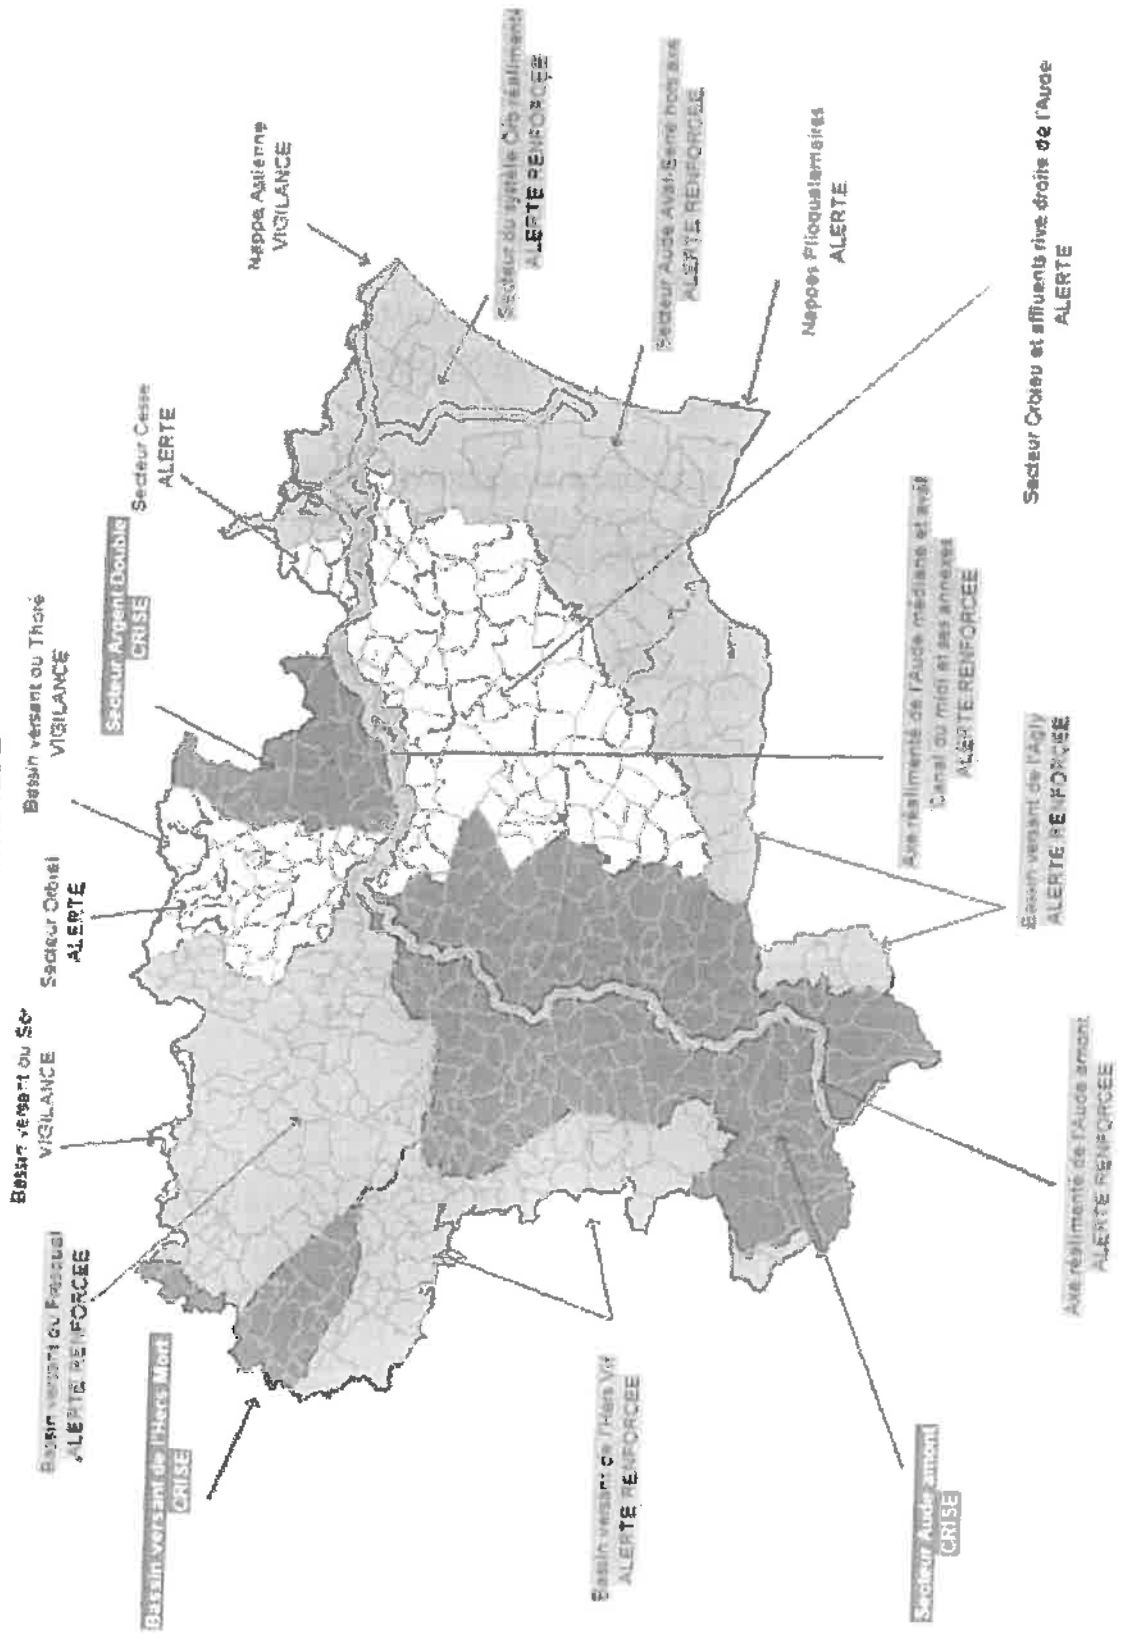 Bassin versant de l'Hers Mort
CRISE
Bassin versant du Fresquel
ALERTE RENFORCEE
Bassin versant du Sor
VIGILANCE
Secteur Orbiel
ALERTE
Bassin versant du Thoré
VIGILANCE
Secteur Argent Double
CRISE
Secteur Cesse
ALERTE
Nappe Astienne
VIGILANCE
Secteur du système Orb réalimenté
ALERTE RENFORCEE
Secteur Aude Aval-Berre hors axe
ALERTE RENFORCEE
Nappes Plioquaternaires
ALERTE
Secteur Orbieu et affluents rive droite de l'Aude
ALERTE
Axe réalimenté de l'Aude médiane et aval
Canal du midi et ses annexes
ALERTE RENFORCEE
Bassin versant de l'Agly
ALERTE RENFORCEE
Axe réalimenté de l'Aude amont
ALERTE RENFORCEE
Secteur Aude amont
CRISE
Bassin versant de l'Hers Vif
ALERTE RENFORCEE